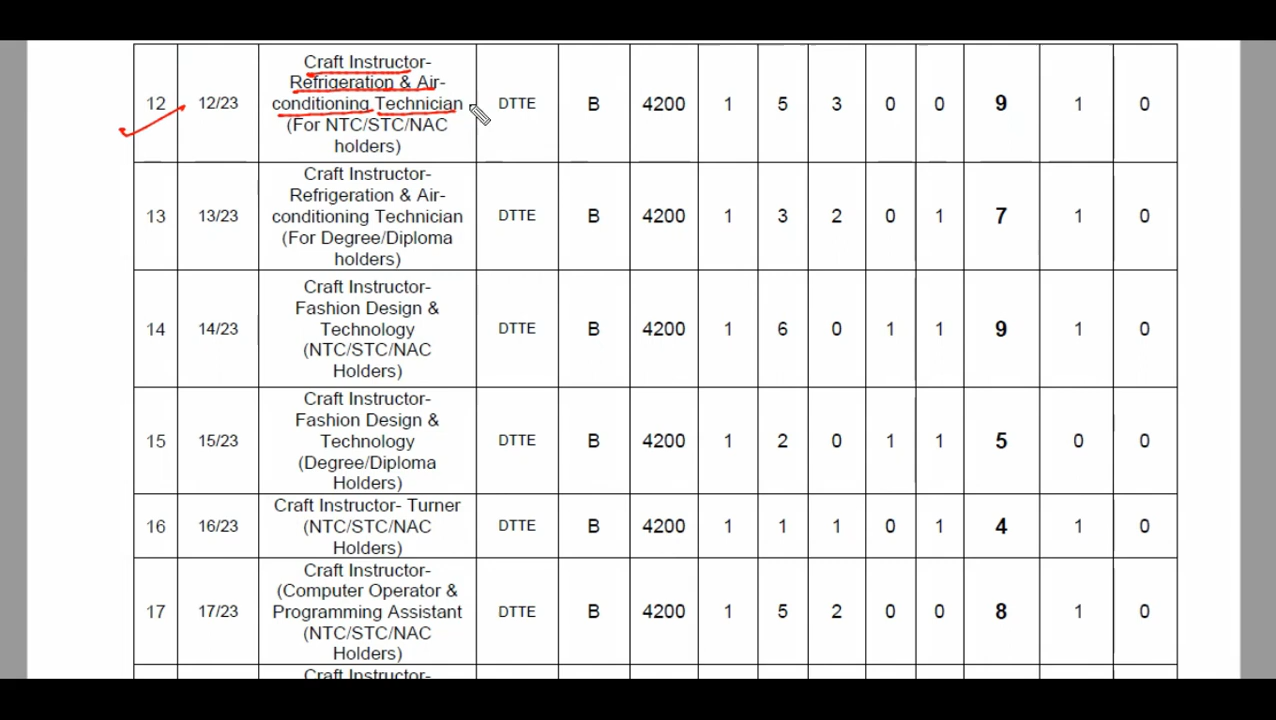 Craft Instructor-
Refrigeration & Air-
12 12/23 conditioning Technician DTTE B 4200 1 5 3 0 0 9 1 0
(For NTC/STC/NAC
holders)
Craft Instructor-
Refrigeration & Air-
13 13/23 conditioning Technician DTTE B 4200 1 3 2 0 1 7 1 0
(For Degree/Diploma
holders)
Craft Instructor-
Fashion Design &
14 14/23 Technology DTTE B 4200 1 6 0 1 1 9 1 0
(NTC/STC/NAC
Holders)
Craft Instructor-
Fashion Design &
15 15/23 Technology DTTE B 4200 1 2 0 1 1 5 0 0
(Degree/Diploma
Holders)
Craft Instructor- Turner
16 16/23 (NTC/STC/NAC DTTE B 4200 1 1 1 0 1 4 1 0
Holders)
Craft Instructor-
(Computer Operator &
17 17/23 Programming Assistant DTTE B 4200 1 5 2 0 0 8 1 0
(NTC/STC/NAC
Holders)
Craft Instructor-